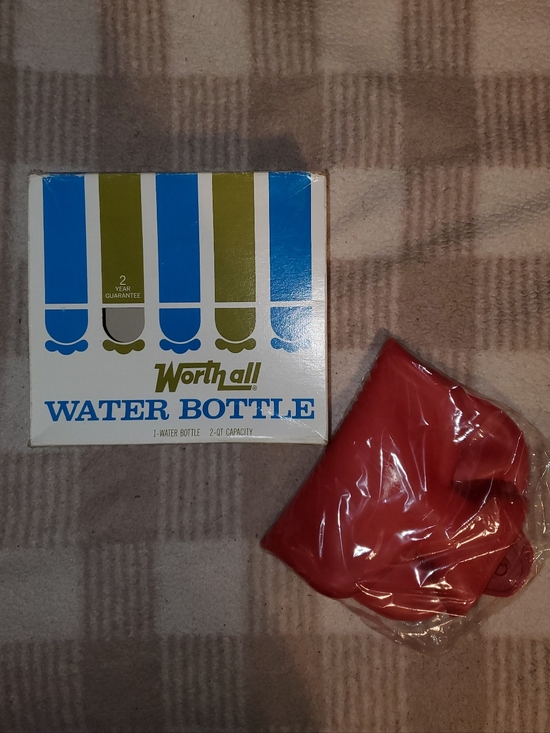 2
YEAR
GUARANTEE
Worth all®
WATER BOTTLE
1-WATER BOTTLE 2-QT CAPACITY